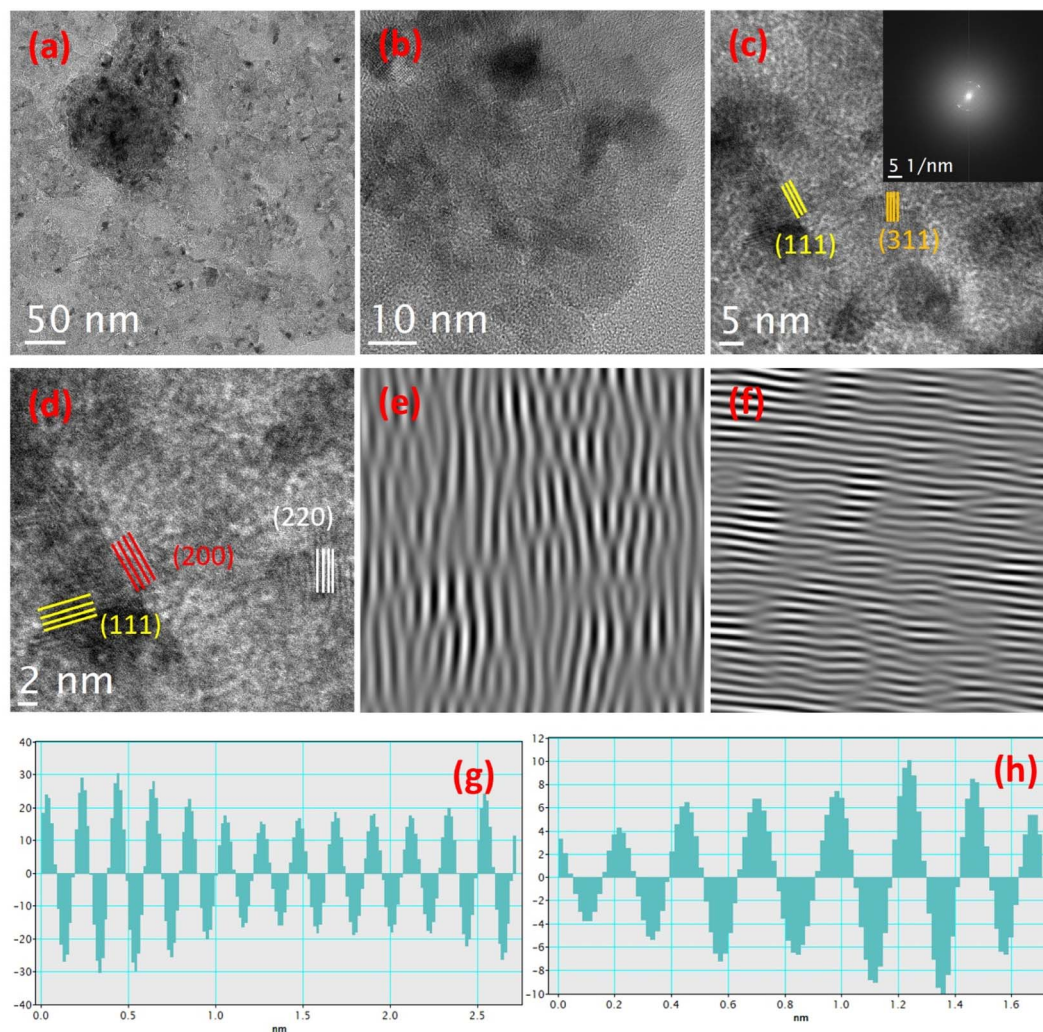 (a)
50 nm
(b)
10 nm
(c)
5 1/nm
(111)
(311)
5 nm
(d)
(220)
(200)
(111)
2 nm
(e)
(f)
(g)
40
30
20
10
0
-10
-20
-30
-40
0.0 0.5 1.0 1.5 2.0 2.5
nm
(h)
12
10
8
6
4
2
0
-2
-4
-6
-8
-10
0.0 0.2 0.4 0.6 0.8 1.0 1.2 1.4 1.6
nm